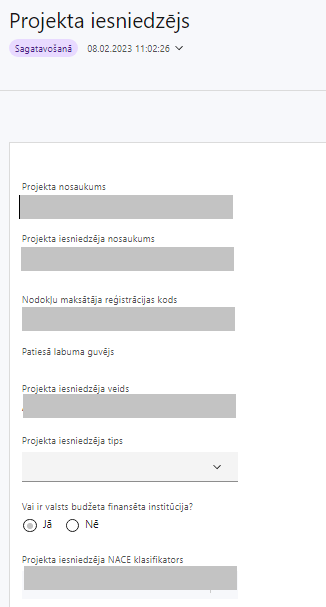 Projekta iesniedzējs
Sagatavošanā 08.02.2023 11:02:26
Projekta nosaukums
Projekta iesniedzēja nosaukums
Nodokļu maksātāja reģistrācijas kods
Patiesā labuma guvējs
Projekta iesniedzēja veids
Projekta iesniedzēja tips
Vai ir valsts budžeta finansēta institūcija?
Jā Nē
Projekta iesniedzēja NACE klasifikators